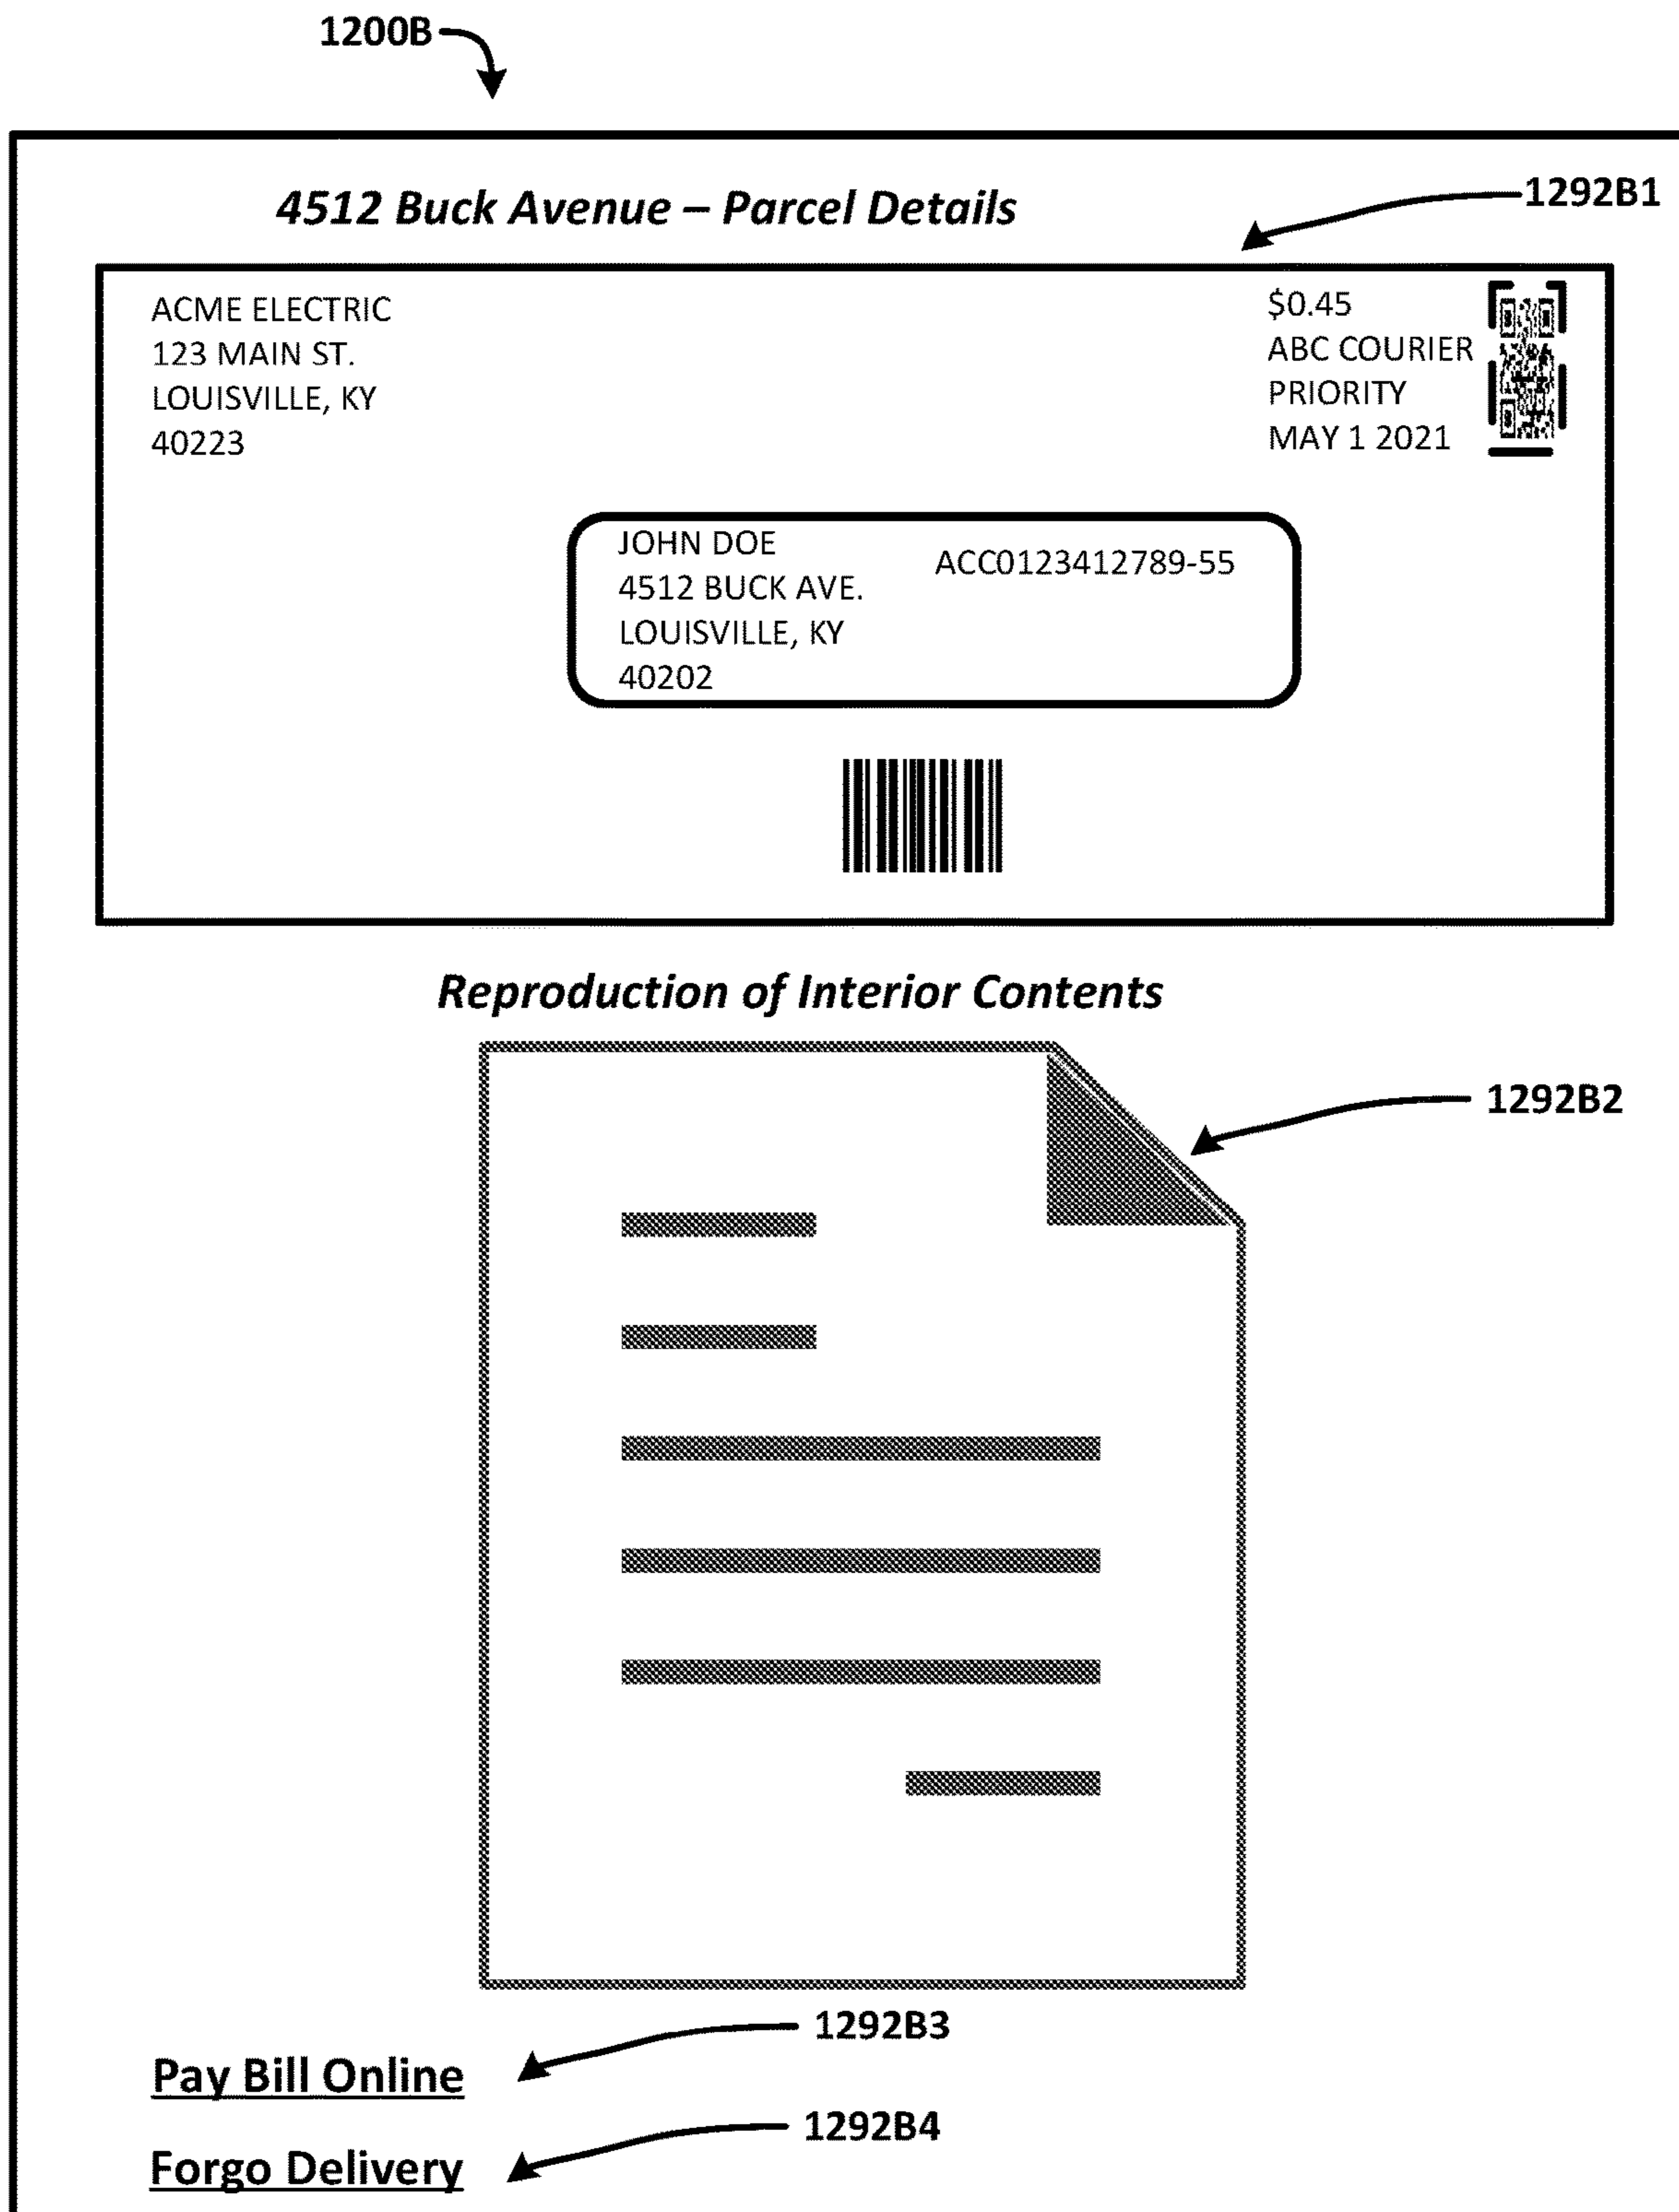 1200B
4512 Buck Avenue – Parcel Details
1292B1
ACME ELECTRIC
123 MAIN ST.
LOUISVILLE, KY
40223
$0.45
ABC COURIER
PRIORITY
MAY 1 2021
JOHN DOE
4512 BUCK AVE.
LOUISVILLE, KY
40202
ACC0123412789-55
Reproduction of Interior Contents
1292B2
1292B3
Pay Bill Online
1292B4
Forgo Delivery